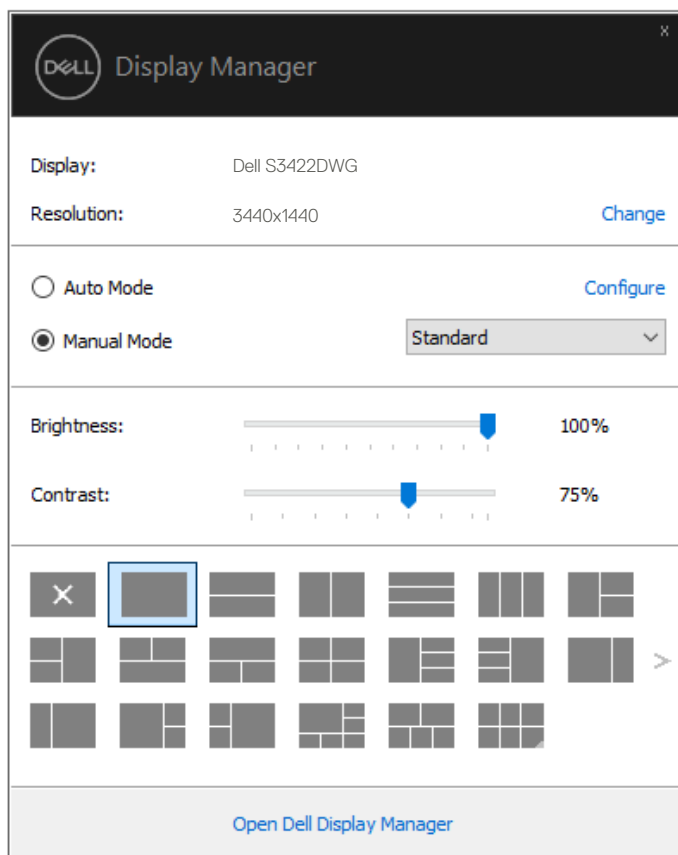 x
DELL Display Manager
Display: Dell S3422DWG
Resolution: 3440x1440 Change
Auto Mode Configure
Manual Mode Standard
Brightness: 100%
Contrast: 75%
Open Dell Display Manager